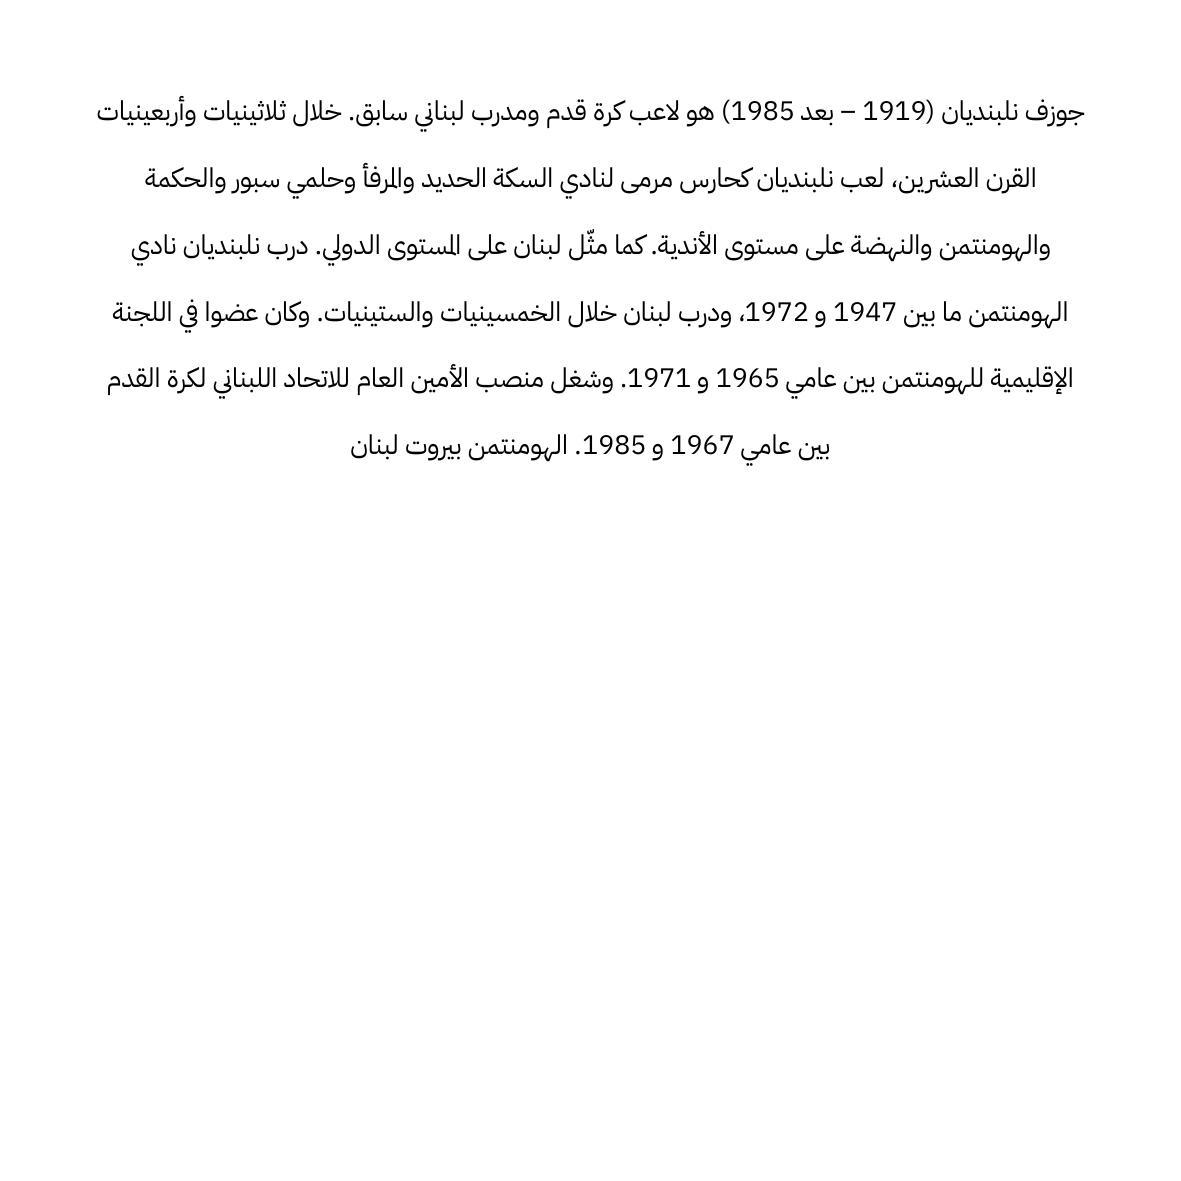 جوزف نلبنديان (1919 – بعد 1985) هو لاعب كرة قدم ومدرب لبناني سابق. خلال ثلاثينيات وأربعينيات
القرن العشرين، لعب نلبنديان كحارس مرمى لنادي السكة الحديد والمرفأ وحلمي سبور والحكمة
والهومنتمن والنهضة على مستوى الأندية. كما مثّل لبنان على المستوى الدولي. درب نلبنديان نادي
الهومنتمن ما بين 1947 و 1972، ودرب لبنان خلال الخمسينيات والستينيات. وكان عضوا في اللجنة
الإقليمية للهومنتمن بين عامي 1965 و 1971. وشغل منصب الأمين العام للاتحاد اللبناني لكرة القدم
بين عامي 1967 و 1985. الهومنتمن بيروت لبنان